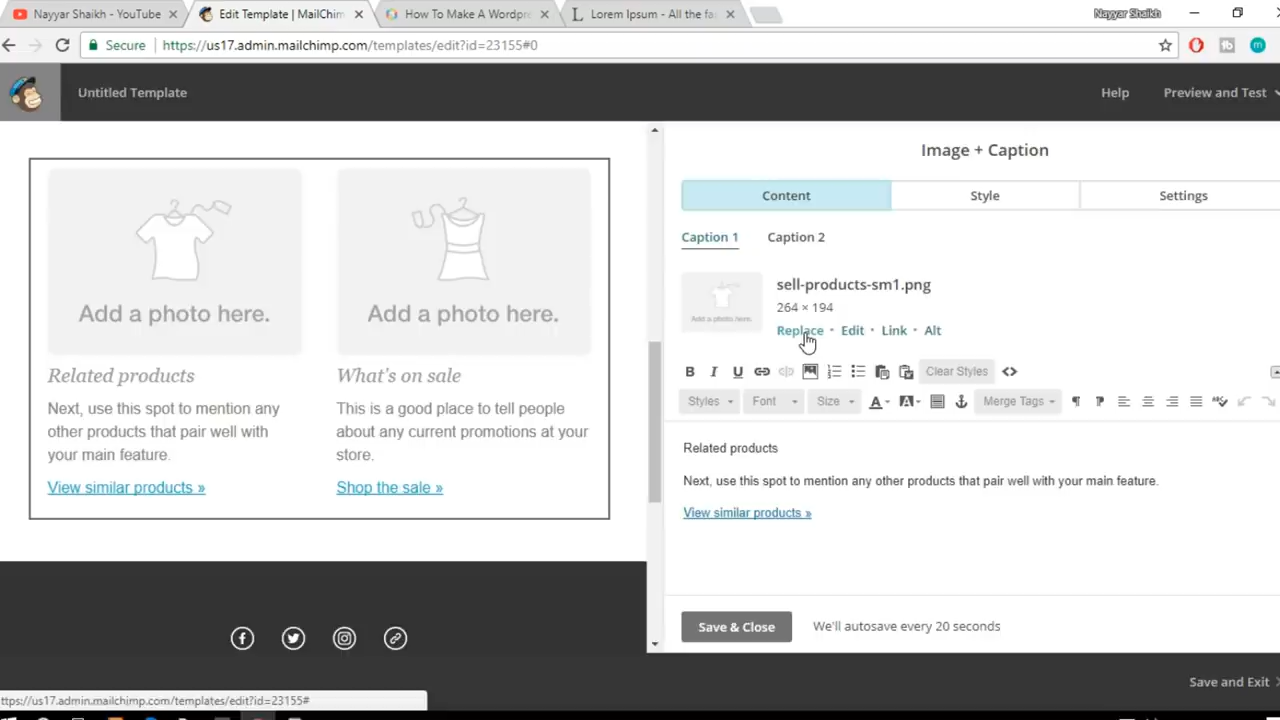 Nayyar Shaikh - YouTube
Edit Template | MailChim
How To Make A Wordpre
Lorem Ipsum - All the fa
Nayyar Shaikh
Secure
https://us17.admin.mailchimp.com/templates/edit?id=23155#0
Untitled Template
Help
Preview and Test
Image + Caption
Content
Style
Settings
Caption 1
Caption 2
sell-products-sm1.png
264 × 194
Replace · Edit · Link · Alt
Add a photo here.
B I U
Clear Styles
Styles
Font
Size
A
A
Merge Tags
ABC
Related products
Next, use this spot to mention any other products that pair well with your main feature.
View similar products »
Save & Close
We'll autosave every 20 seconds
Add a photo here.
Related products
Next, use this spot to mention any
other products that pair well with
your main feature.
View similar products »
Add a photo here.
What's on sale
This is a good place to tell people
about any current promotions at your
store.
Shop the sale »
Save and Exit
ttps://us17.admin.mailchimp.com/templates/edit?id=23155#